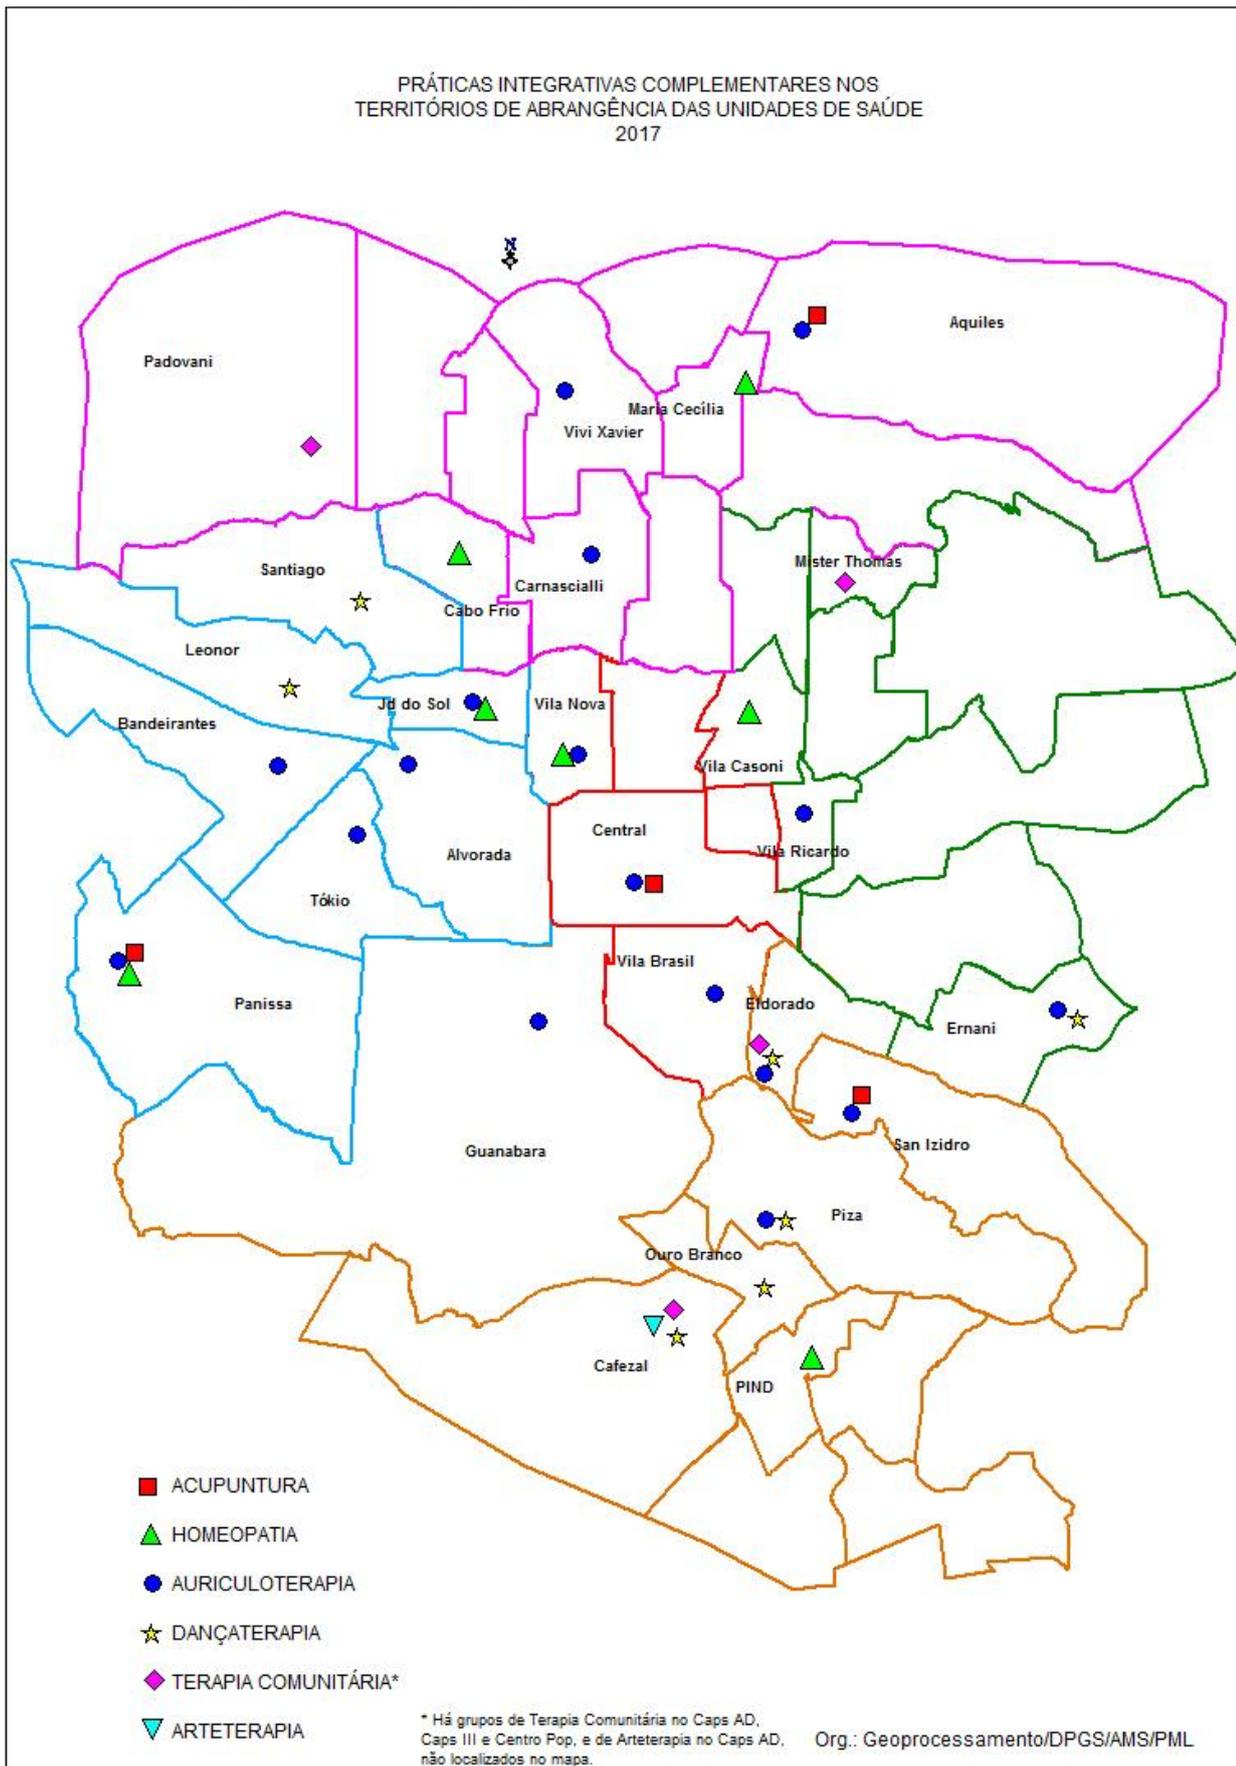 PRÁTICAS INTEGRATIVAS COMPLEMENTARES NOS
TERRITÓRIOS DE ABRANGÊNCIA DAS UNIDADES DE SAÚDE
2017
N
Aquiles
Padovani
Maria Cecília
Vivi Xavier
Mister Thomas
Santiago
Carnascialli
Cabo Frio
Leonor
Jd do Sol
Vila Nova
Bandeirantes
Vila Casoni
Central
Vila Ricardo
Alvorada
Tókio
Vila Brasil
Panissa
Eldorado
Ernani
San Izidro
Guanabara
Piza
Ouro Branco
Cafezal
PIND
ACUPUNTURA
HOMEOPATIA
AURICULOTERAPIA
DANÇATERAPIA
TERAPIA COMUNITÁRIA*
ARTETERAPIA
* Há grupos de Terapia Comunitária no Caps AD,
Caps III e Centro Pop, e de Arteterapia no Caps AD,
não localizados no mapa.
Org.: Geoprocessamento/DPGS/AMS/PML